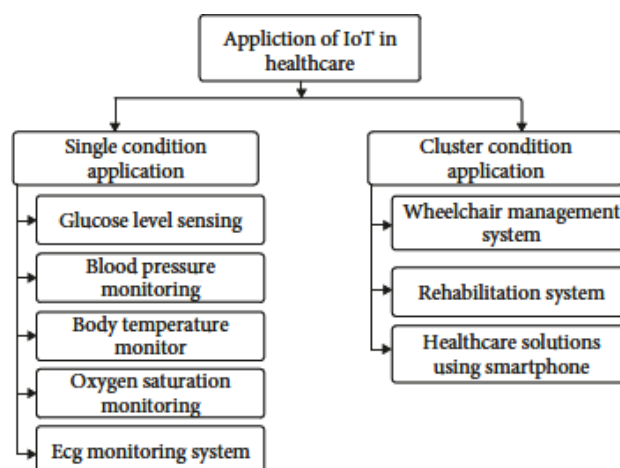 Appliction of IoT in
healthcare
Single condition
application
Glucose level sensing
Blood pressure
monitoring
Body temperature
monitor
Oxygen saturation
monitoring
Ecg monitoring system
Cluster condition
application
Wheelchair management
system
Rehabilitation system
Healthcare solutions
using smartphone